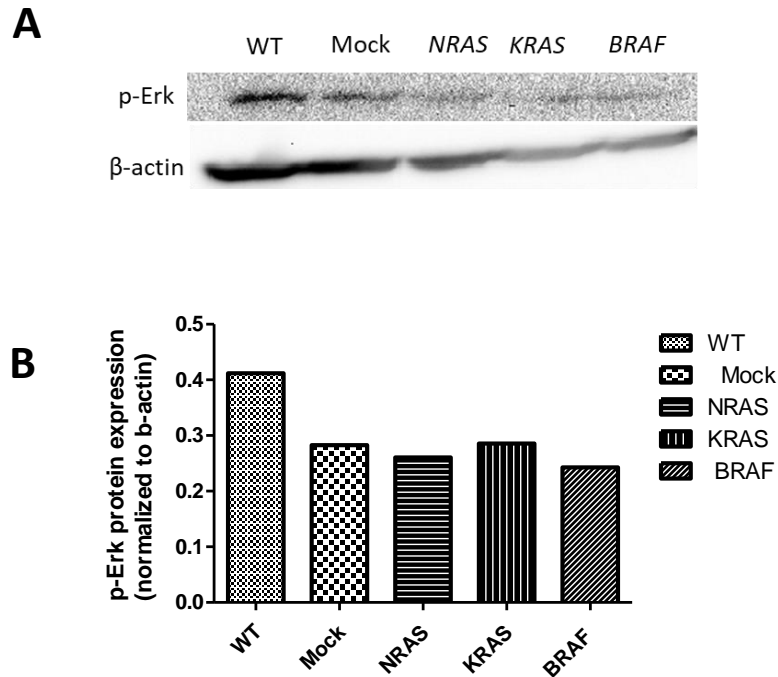 A
WT Mock NRAS KRAS BRAF
p-Erk
β-actin
B
p-Erk protein expression
(normalized to b-actin)
0.5
0.4
0.3
0.2
0.1
0.0
WT
Mock
NRAS
KRAS
BRAF
WT
Mock
NRAS
KRAS
BRAF